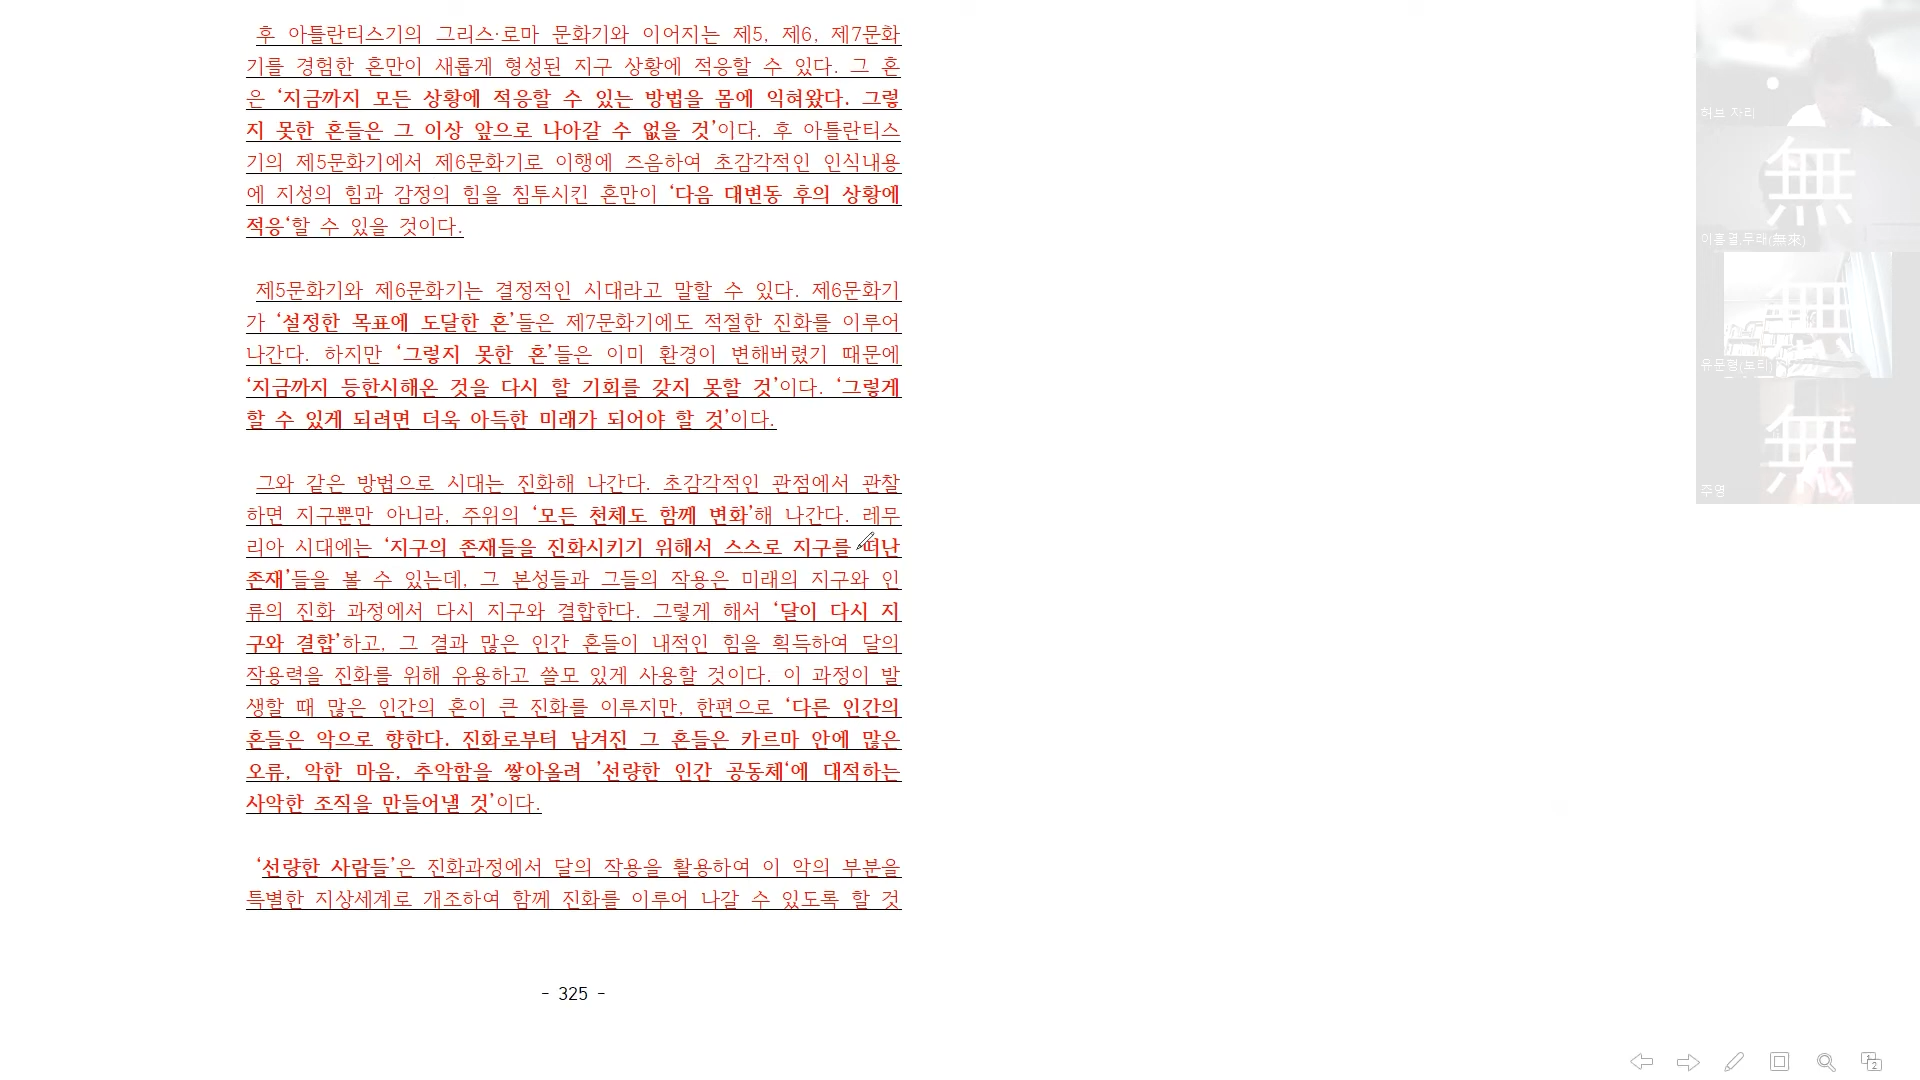 후 아틀란티스기의 그리스·로마 문화기와 이어지는 제5, 제6, 제7문화
기를 경험한 혼만이 새롭게 형성된 지구 상황에 적응할 수 있다. 그 혼
은 ‘지금까지 모든 상황에 적응할 수 있는 방법을 몸에 익혀왔다. 그렇
지 못한 혼들은 그 이상 앞으로 나아갈 수 없을 것’이다. 후 아틀란티스
기의 제5문화기에서 제6문화기로 이행에 즈음하여 초감각적인 인식내용
에 지성의 힘과 감정의 힘을 침투시킨 혼만이 ‘다음 대변동 후의 상황에
적응‘할 수 있을 것이다.
제5문화기와 제6문화기는 결정적인 시대라고 말할 수 있다. 제6문화기
가 ‘설정한 목표에 도달한 혼’들은 제7문화기에도 적절한 진화를 이루어
나간다. 하지만 ‘그렇지 못한 혼’들은 이미 환경이 변해버렸기 때문에
‘지금까지 등한시해온 것을 다시 할 기회를 갖지 못할 것’이다. ‘그렇게
할 수 있게 되려면 더욱 아득한 미래가 되어야 할 것’이다.
그와 같은 방법으로 시대는 진화해 나간다. 초감각적인 관점에서 관찰
하면 지구뿐만 아니라, 주위의 ‘모든 천체도 함께 변화’해 나간다. 레무
리아 시대에는 ‘지구의 존재들을 진화시키기 위해서 스스로 지구를 떠난
존재’들을 볼 수 있는데, 그 본성들과 그들의 작용은 미래의 지구와 인
류의 진화 과정에서 다시 지구와 결합한다. 그렇게 해서 ‘달이 다시 지
구와 결합’하고, 그 결과 많은 인간 혼들이 내적인 힘을 획득하여 달의
작용력을 진화를 위해 유용하고 쓸모 있게 사용할 것이다. 이 과정이 발
생할 때 많은 인간의 혼이 큰 진화를 이루지만, 한편으로 ‘다른 인간의
혼들은 악으로 향한다. 진화로부터 남겨진 그 혼들은 카르마 안에 많은
오류, 악한 마음, 추악함을 쌓아올려 ’선량한 인간 공동체‘에 대적하는
사악한 조직을 만들어낼 것’이다.
‘선량한 사람들’은 진화과정에서 달의 작용을 활용하여 이 악의 부분을
특별한 지상세계로 개조하여 함께 진화를 이루어 나갈 수 있도록 할 것
- 325 -
허브 자리
無
이홍열,두래(無來)
無
유문형(보리)
無
주영